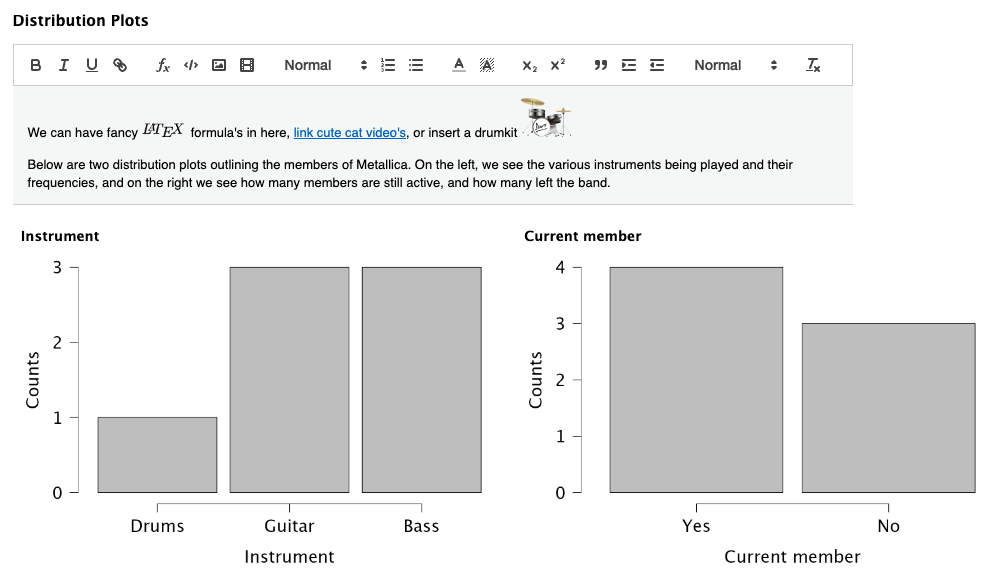 Distribution Plots
B I U fx </> Normal A A x₂ x² ” Normal Tx
We can have fancy LATEX formula's in here, link cute cat video's, or insert a drumkit
Below are two distribution plots outlining the members of Metallica. On the left, we see the various instruments being played and their
frequencies, and on the right we see how many members are still active, and how many left the band.
Instrument
3
2
1
0
Counts
Drums Guitar Bass
Instrument
Current member
4
3
2
1
0
Counts
Yes No
Current member